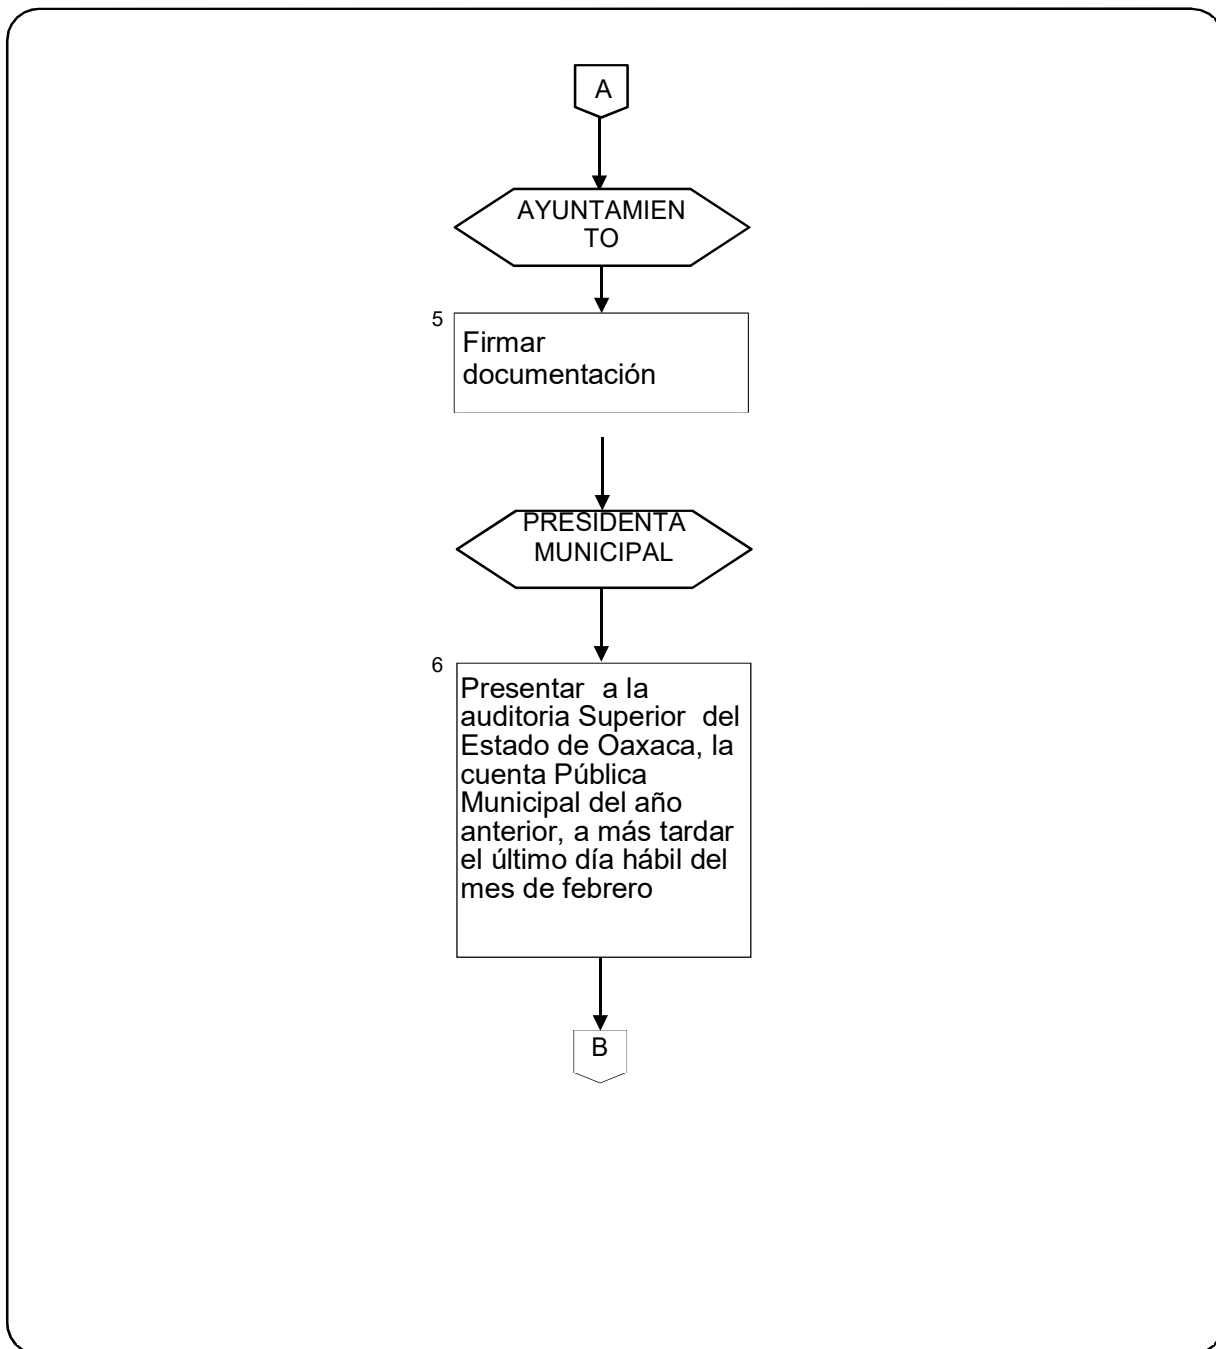 A
AYUNTAMIEN
TO
5
Firmar
documentación
PRESIDENTA
MUNICIPAL
6
Presentar a la
auditoria Superior del
Estado de Oaxaca, la
cuenta Pública
Municipal del año
anterior, a más tardar
el último día hábil del
mes de febrero
B